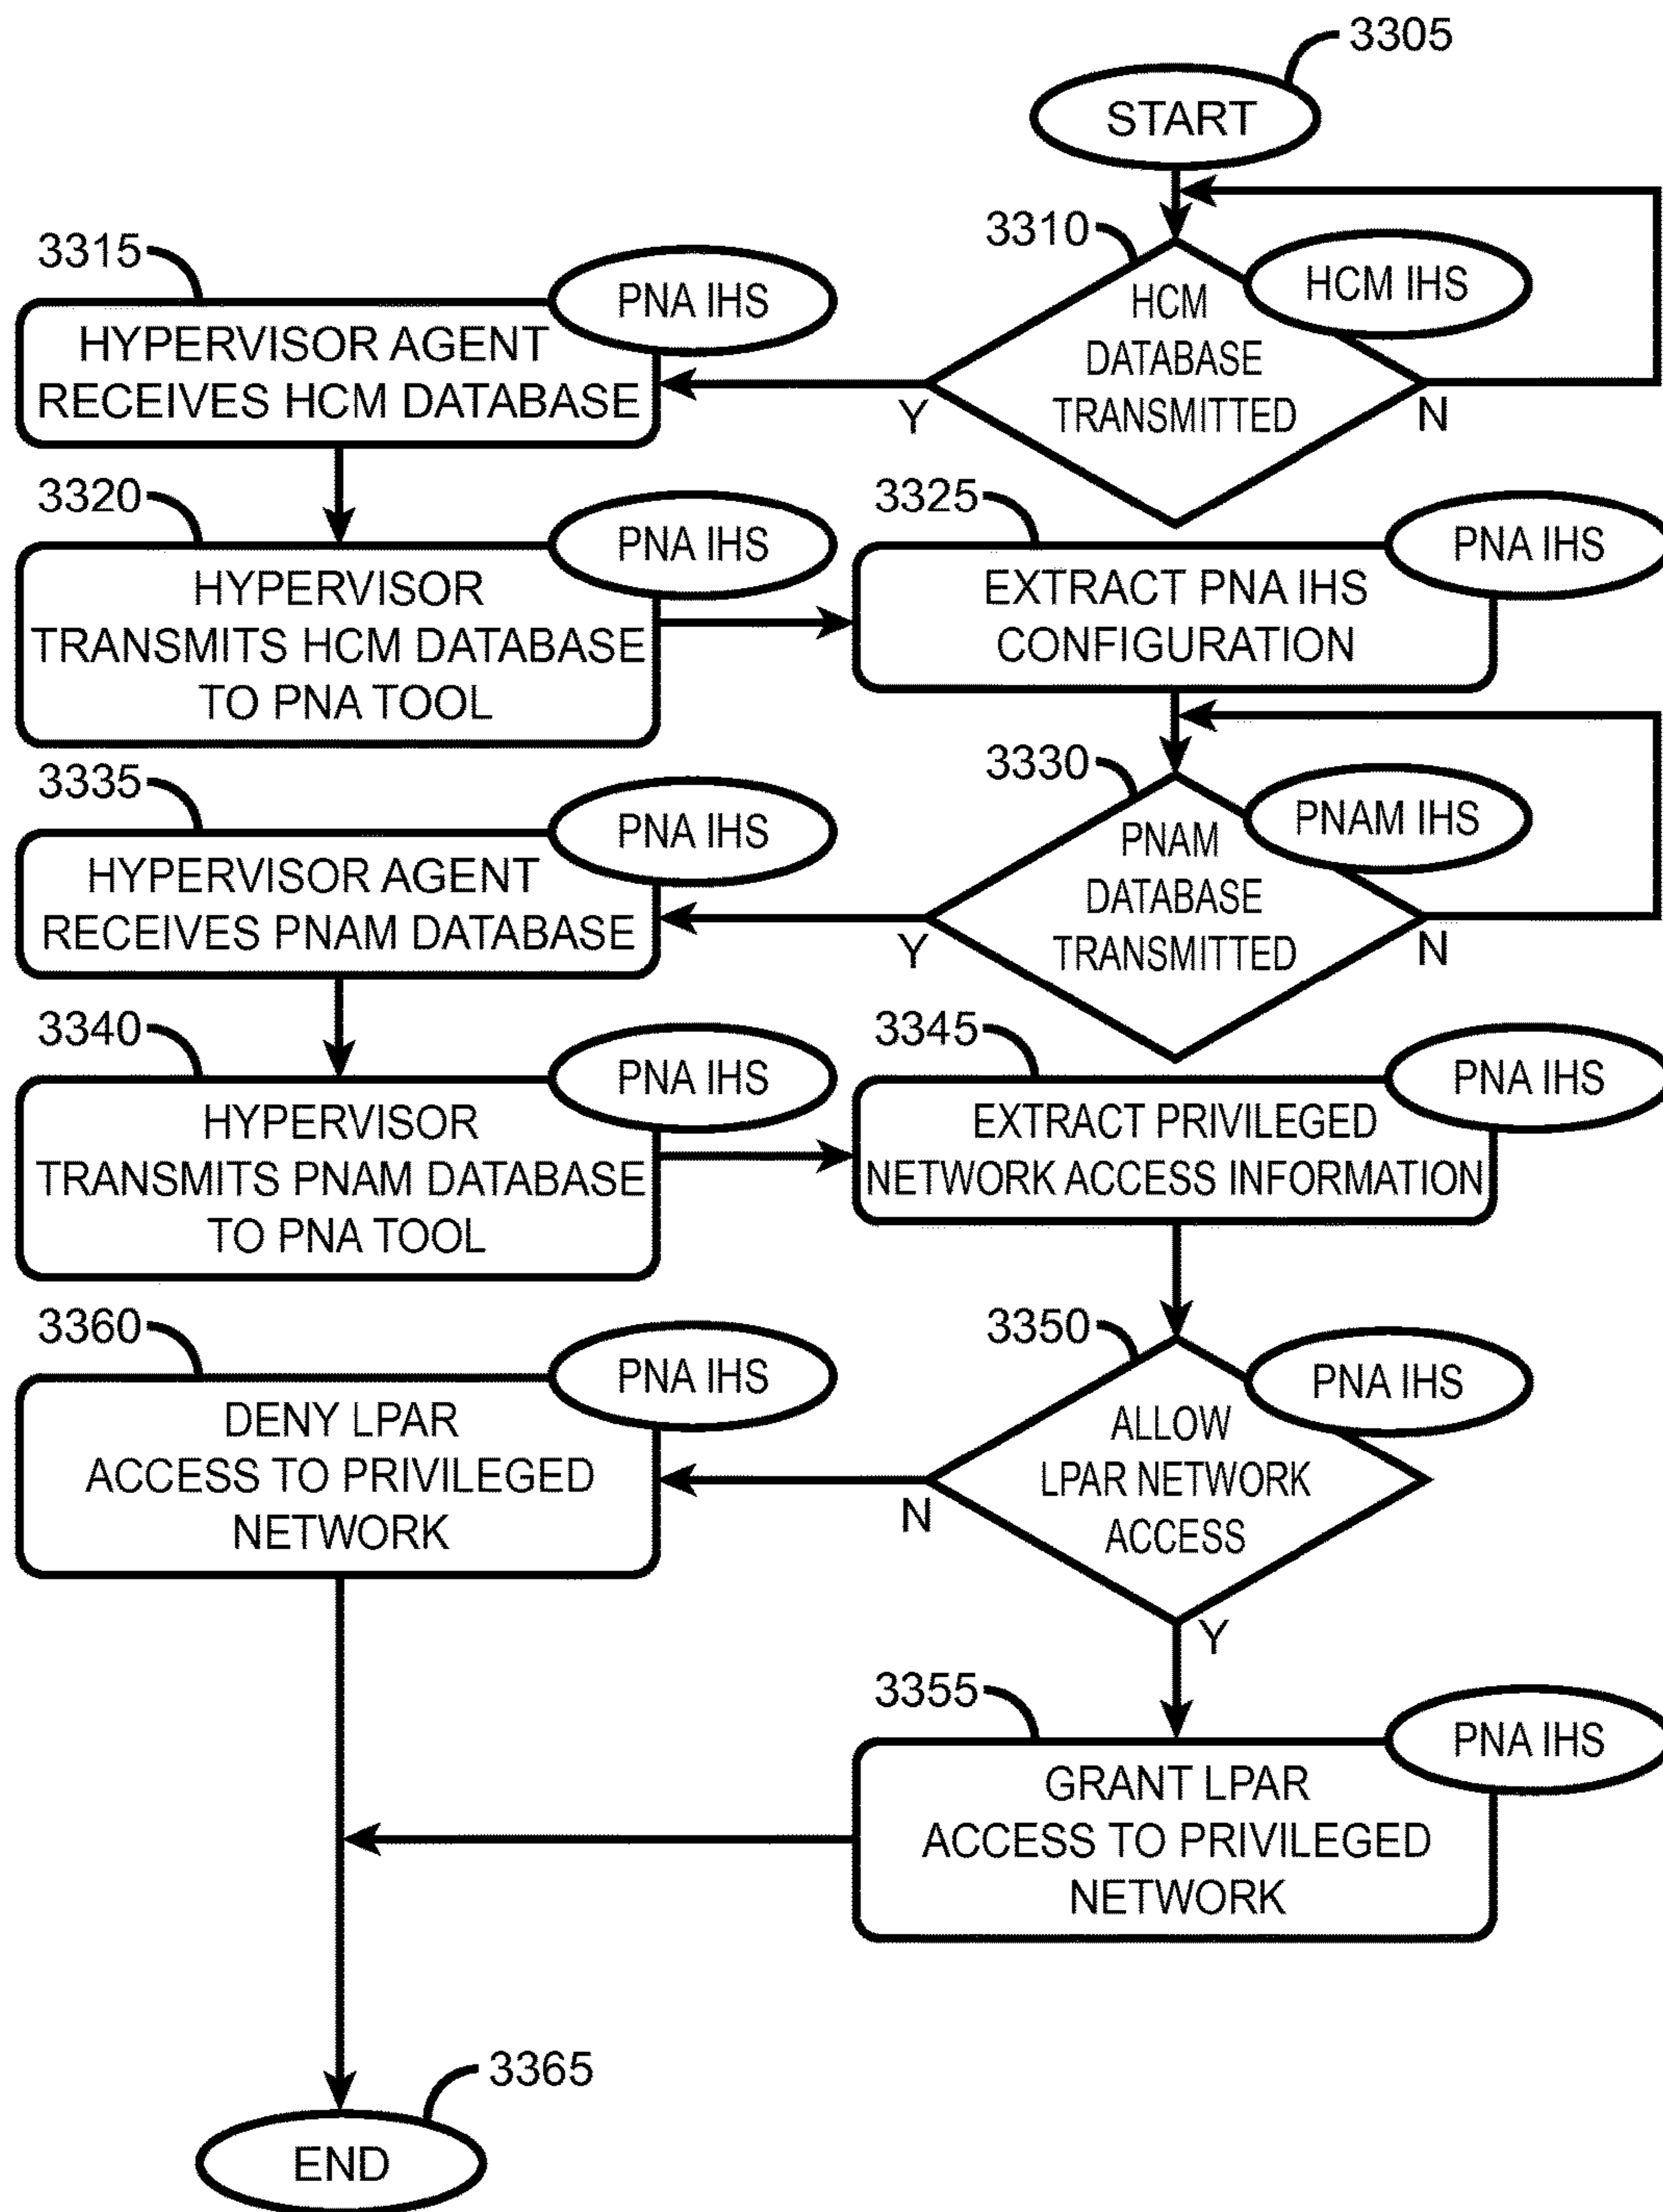 3305
START
3310
HCM IHS
HCM
DATABASE
TRANSMITTED
Y
N
3315
PNA IHS
HYPERVISOR AGENT
RECEIVES HCM DATABASE
3320
PNA IHS
HYPERVISOR
TRANSMITS HCM DATABASE
TO PNA TOOL
3325
PNA IHS
EXTRACT PNA IHS
CONFIGURATION
3330
PNAM IHS
PNAM
DATABASE
TRANSMITTED
Y
N
3335
PNA IHS
HYPERVISOR AGENT
RECEIVES PNAM DATABASE
3340
PNA IHS
HYPERVISOR
TRANSMITS PNAM DATABASE
TO PNA TOOL
3345
PNA IHS
EXTRACT PRIVILEGED
NETWORK ACCESS INFORMATION
3350
PNA IHS
ALLOW
LPAR NETWORK
ACCESS
N
Y
3360
PNA IHS
DENY LPAR
ACCESS TO PRIVILEGED
NETWORK
3355
PNA IHS
GRANT LPAR
ACCESS TO PRIVILEGED
NETWORK
3365
END